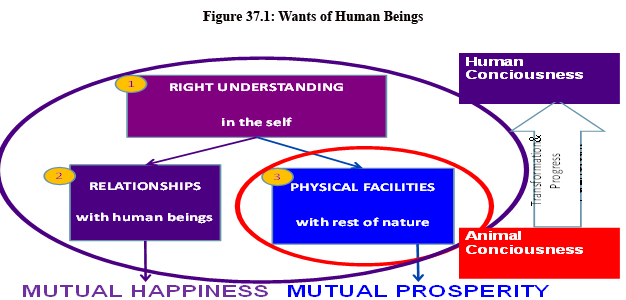 Figure 37.1: Wants of Human Beings
1
RIGHT UNDERSTANDING
in the self
2
RELATIONSHIPS
with human beings
3
PHYSICAL FACILITIES
with rest of nature
MUTUAL HAPPINESS
MUTUAL PROSPERITY
Human
Conciousness
Transformation&
Progress
Animal
Conciousness